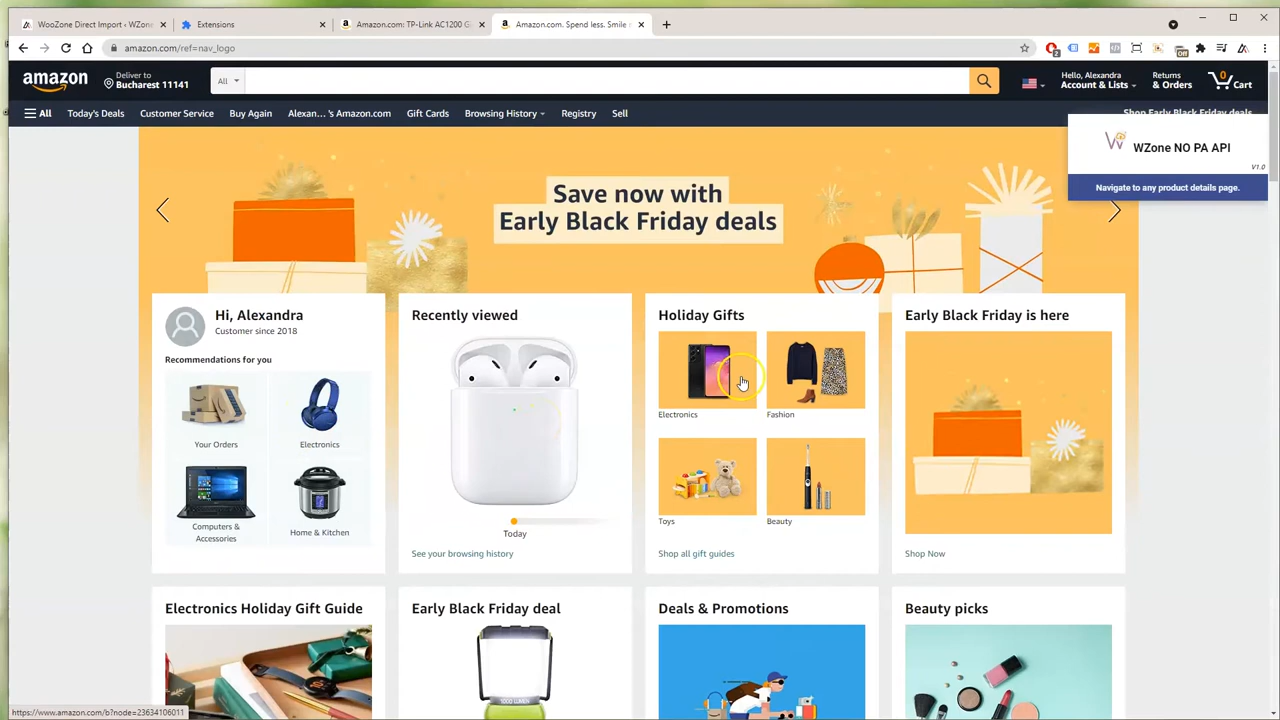 WooZone Direct Import ‹ WZone
Extensions
Amazon.com: TP-Link AC1200 Gi
Amazon.com. Spend less. Smile
amazon.com/ref=nav_logo
2
Off
amazon
Deliver to
Bucharest 11141
All
Hello, Alexandra
Account & Lists
Returns
& Orders
0
Cart
All
Today's Deals
Customer Service
Buy Again
Alexan... 's Amazon.com
Gift Cards
Browsing History
Registry
Sell
Shop Early Black Friday deals
WZone NO PA API
V1.0
Navigate to any product details page.
Save now with
Early Black Friday deals
Hi, Alexandra
Customer since 2018
Recommendations for you
Your Orders
Electronics
Computers &
Accessories
Home & Kitchen
Recently viewed
Today
See your browsing history
Holiday Gifts
Electronics
Fashion
Toys
Beauty
Shop all gift guides
Early Black Friday is here
Shop Now
Electronics Holiday Gift Guide
Early Black Friday deal
1000 LUMEN
Deals & Promotions
Beauty picks
https://www.amazon.com/b?node=23634106011